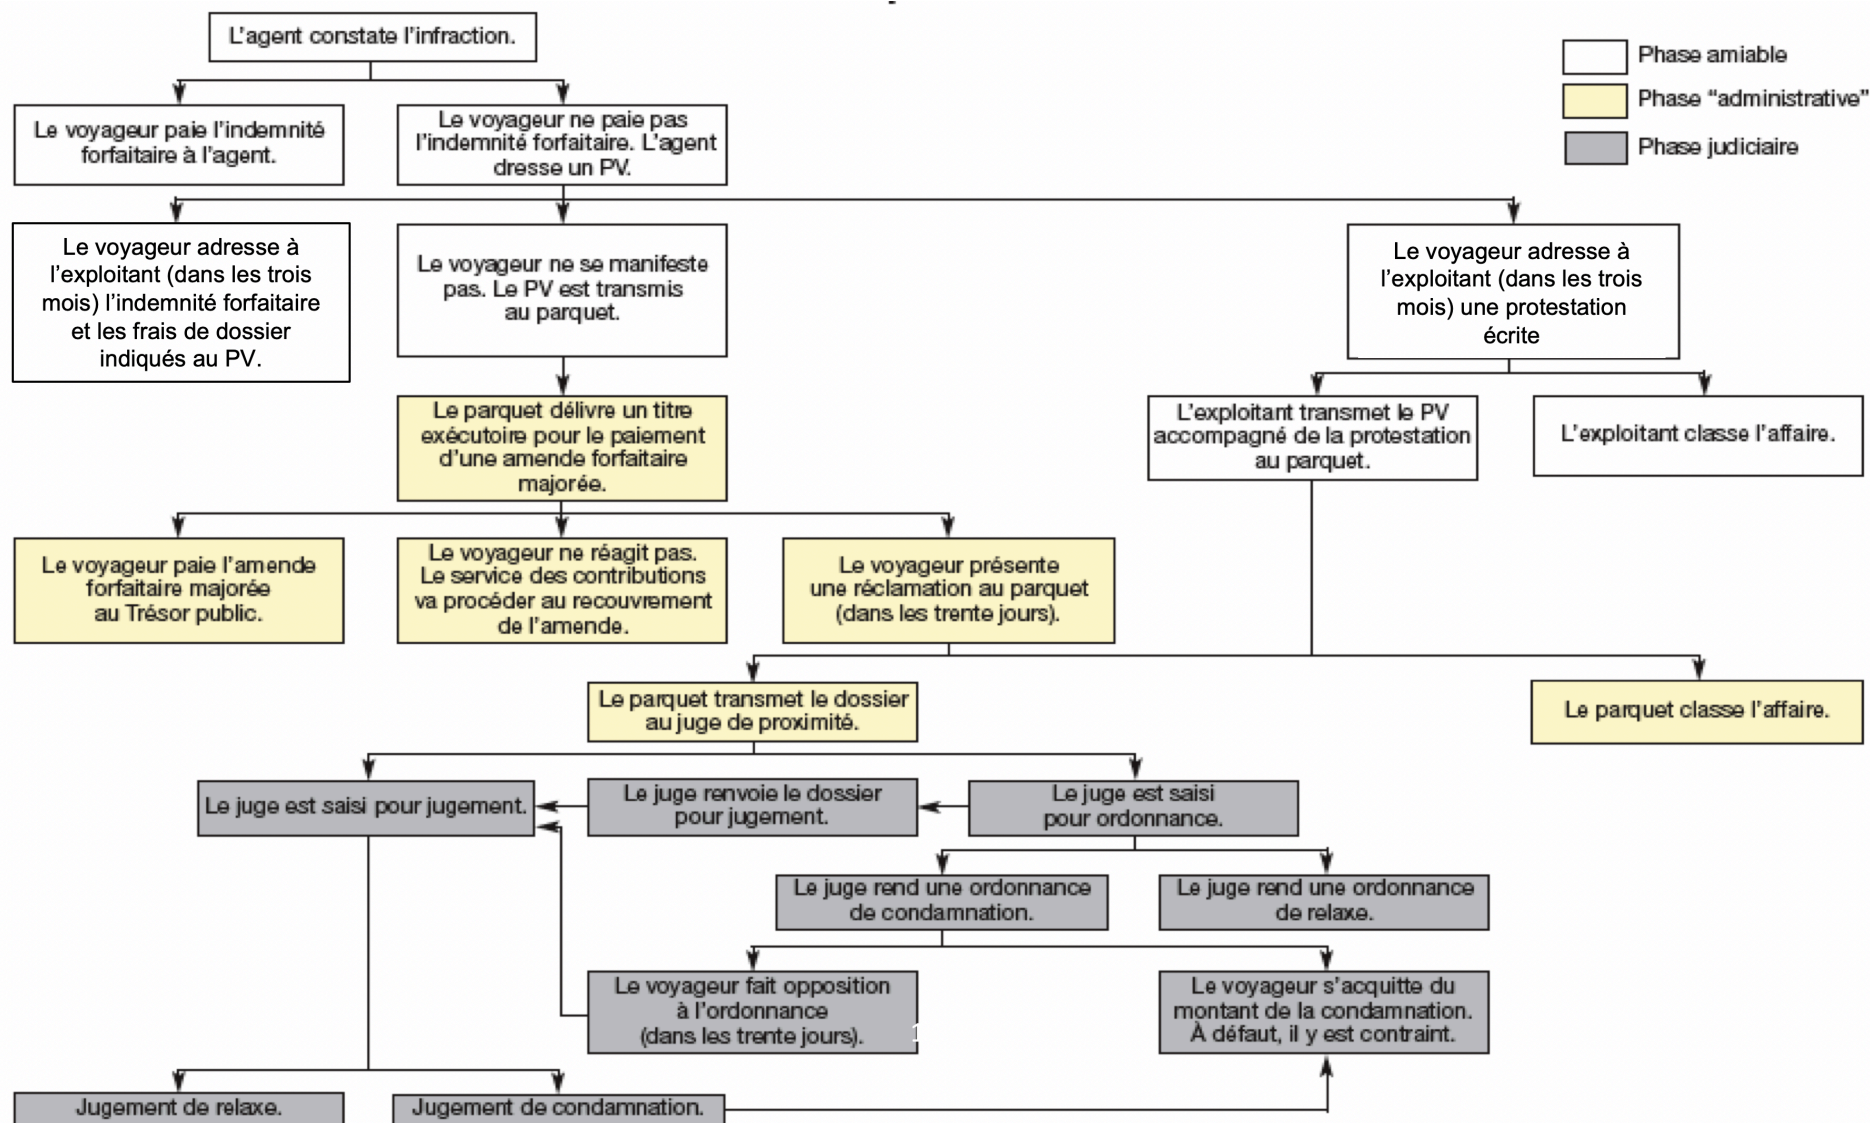 L'agent constate l'infraction.
Phase amiable
Phase "administrative"
Phase judiciaire
Le voyageur paie l'indemnité
forfaitaire à l'agent.
Le voyageur ne paie pas
l'indemnité forfaitaire. L'agent
dresse un PV.
Le voyageur adresse à
l'exploitant (dans les trois
mois) l'indemnité forfaitaire
et les frais de dossier
indiqués au PV.
Le voyageur ne se manifeste
pas. Le PV est transmis
au parquet.
Le voyageur adresse à
l'exploitant (dans les trois
mois) une protestation
écrite
Le parquet délivre un titre
exécutoire pour le paiement
d'une amende forfaitaire
majorée.
L'exploitant transmet le PV
accompagné de la protestation
au parquet.
L'exploitant classe l'affaire.
Le voyageur paie l'amende
forfaitaire majorée
au Trésor public.
Le voyageur ne réagit pas.
Le service des contributions
va procéder au recouvrement
de l'amende.
Le voyageur présente
une réclamation au parquet
(dans les trente jours).
Le parquet transmet le dossier
au juge de proximité.
Le parquet classe l'affaire.
Le juge est saisi pour jugement.
Le juge renvoie le dossier
pour jugement.
Le juge est saisi
pour ordonnance.
Le juge rend une ordonnance
de condamnation.
Le juge rend une ordonnance
de relaxe.
Le voyageur fait opposition
à l'ordonnance
(dans les trente jours).
Le voyageur s'acquitte du
montant de la condamnation.
À défaut, il y est contraint.
Jugement de relaxe.
Jugement de condamnation.